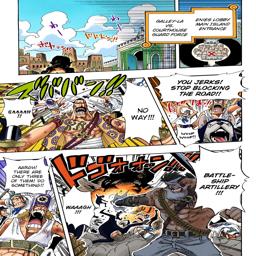 ENIES LOBBY
MAIN ISLAND
ENTRANCE
GALLEY-LA
VS.
COURTHOUSE
GUARD FORCE
YOU JERKS!
STOP BLOCKING
THE ROAD!!
NO
WAY!!!
GAAAA!!
BATTLE-
SHIP
ARTILLERY
!!!
WAAAGH
!!!
AARGH!
THERE ARE
ONLY THREE
OF THEM! DO
SOMETHING!!